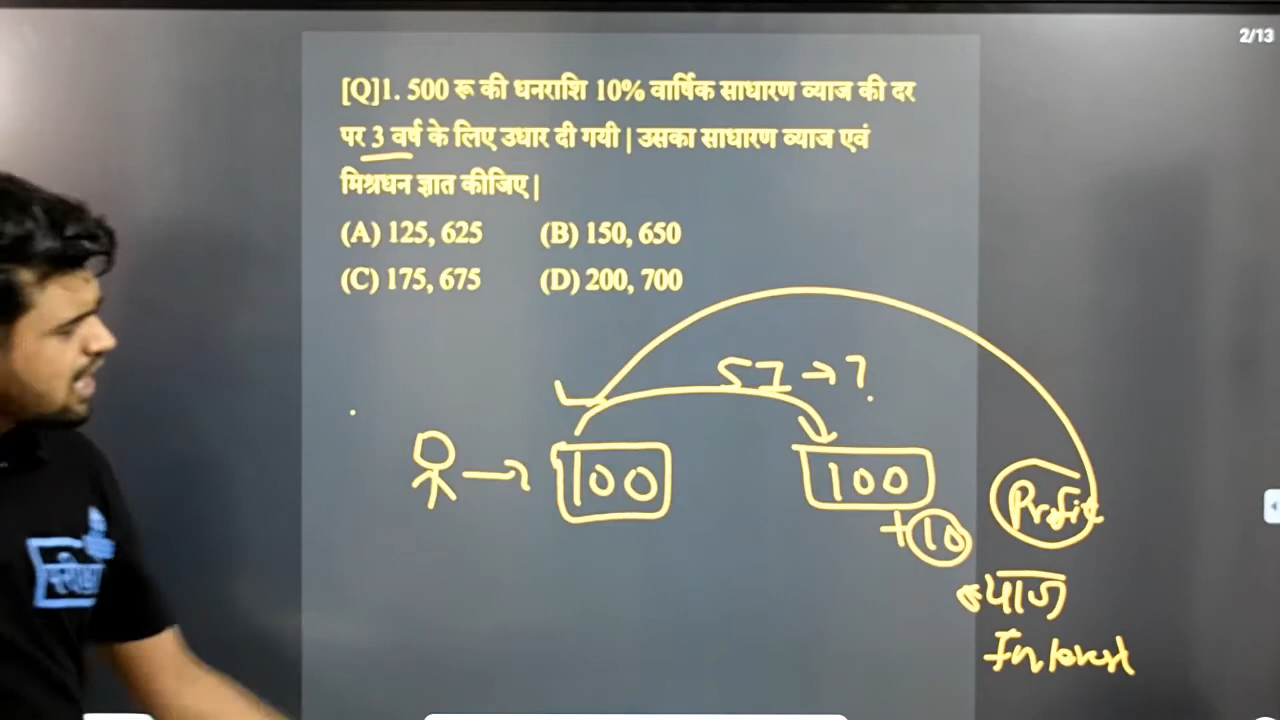 2/13
[Q]1. 500 रू की धनराशि 10% वार्षिक साधारण व्याज की दर
पर 3 वर्ष के लिए उधार दी गयी | उसका साधारण व्याज एवं
मिश्रघन ज्ञात कीजिए |
(A) 125, 625 (B) 150, 650
(C) 175, 675 (D) 200, 700
SI → ?
100 100 Profit
+10
ब्याज
Interest